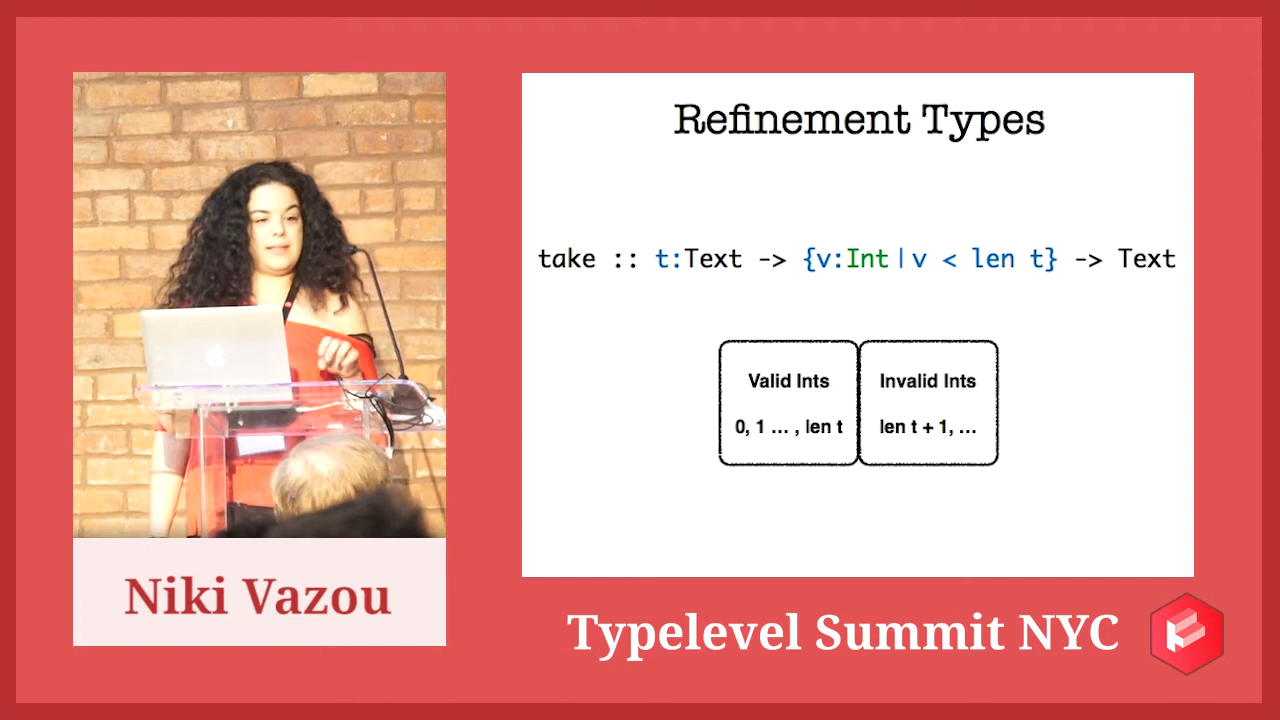 Refinement Types
take :: t:Text -> {v:Int|v < len t} -> Text
Valid Ints
0, 1 ... , len t
Invalid Ints
len t + 1, ...
Niki Vazou
Typelevel Summit NYC